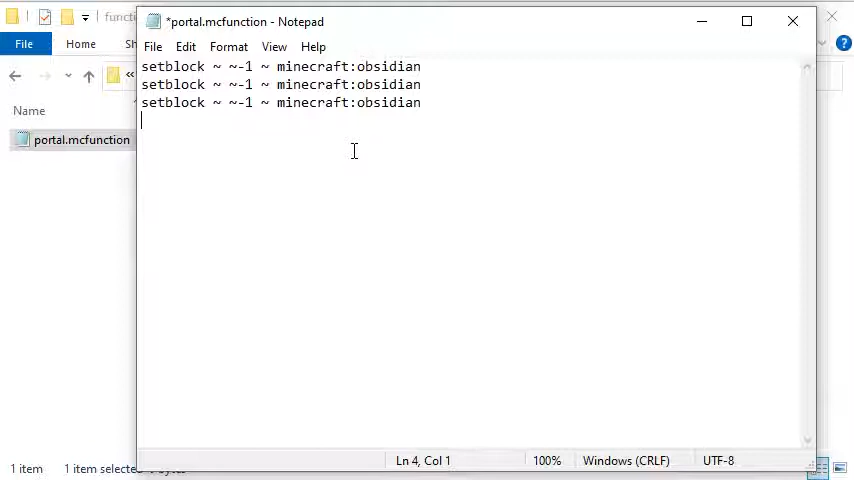 functi
*portal.mcfunction - Notepad
File
Home
Sh
File Edit Format View Help
«
Name
portal.mcfunction
setblock ~ ~-1 ~ minecraft:obsidian
setblock ~ ~-1 ~ minecraft:obsidian
setblock ~ ~-1 ~ minecraft:obsidian
1 item
1 item selected
Ln 4, Col 1
100%
Windows (CRLF)
UTF-8